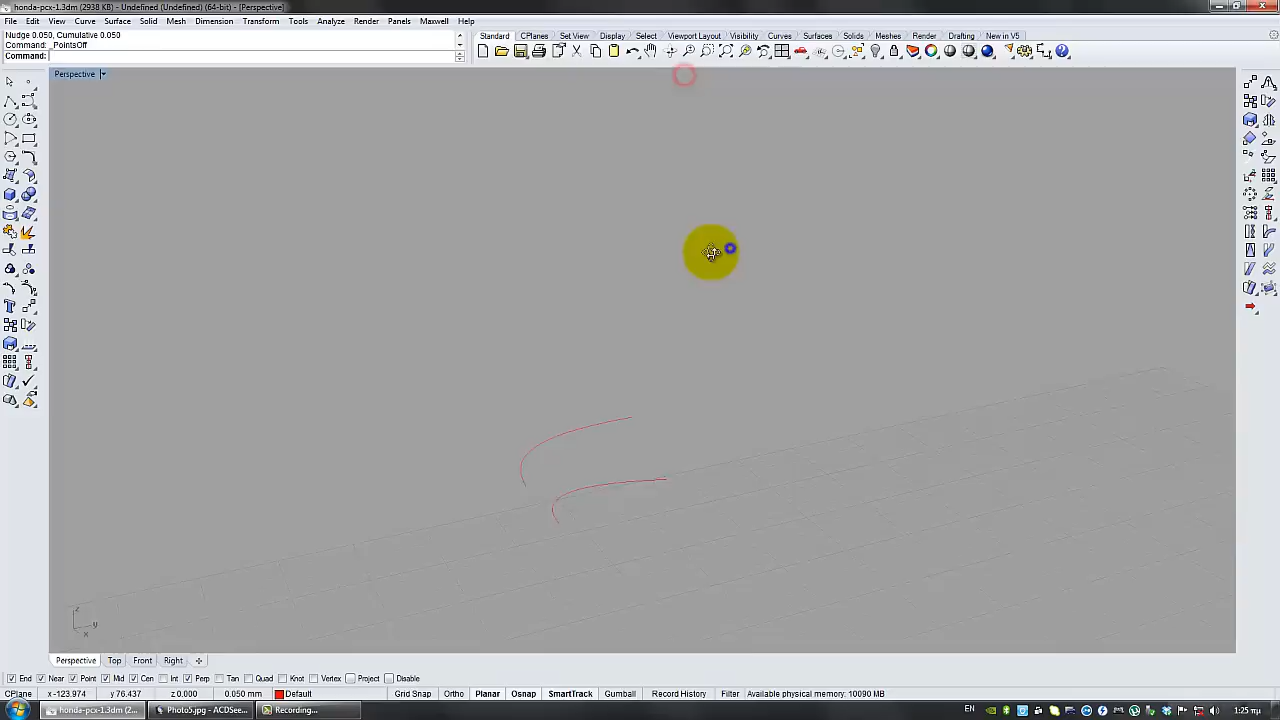 honda-pcx-1.3dm (2938 KB) - Undefined (Undefined) (64-bit) - [Perspective]
File Edit View Curve Surface Solid Mesh Dimension Transform Tools Analyze Render Panels Maxwell Help
Nudge 0.050, Cumulative 0.050
Command: _PointsOff
Command:
Standard CPlanes Set View Display Select Viewport Layout Visibility Curves Surfaces Solids Meshes Render Drafting New in V5
Perspective
z
y
x
Perspective Top Front Right
End Near Point Mid Cen Int Perp Tan Quad Knot Vertex Project Disable
CPlane x -123.974 y 76.437 z 0.000 0.050 mm Default Grid Snap Ortho Planar Osnap SmartTrack Gumball Record History Filter Available physical memory: 10090 MB
honda-pcx-1.3dm (2... Photo5.jpg - ACDSee... Recording... EN 1:25 πμ